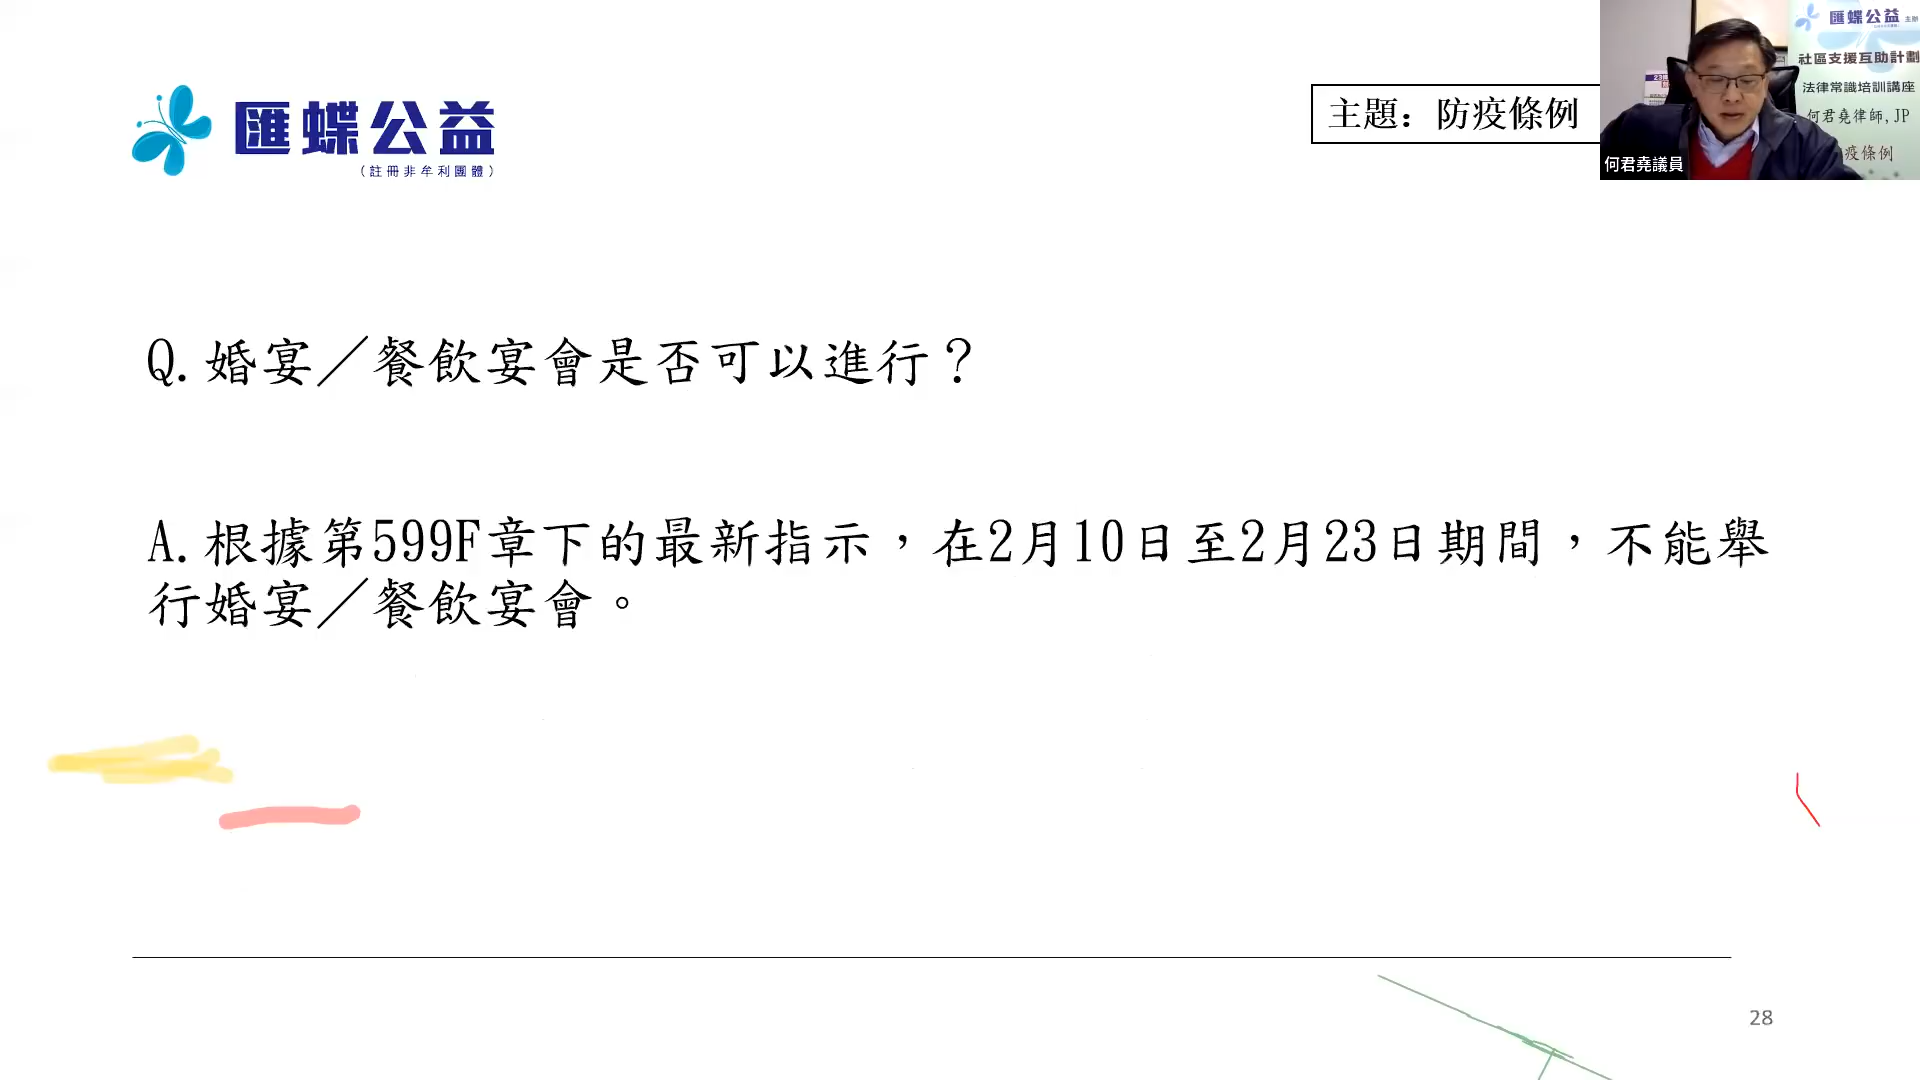 匯蝶公益
(註冊非牟利團體)
主題：防疫條例
匯蝶公益 主辦
社區支援互助計劃
法律常識培訓講座
何君堯律師,JP
疫條例
何君堯議員
Q.婚宴／餐飲宴會是否可以進行？
A.根據第599F章下的最新指示，在2月10日至2月23日期間，不能舉
行婚宴／餐飲宴會。
28